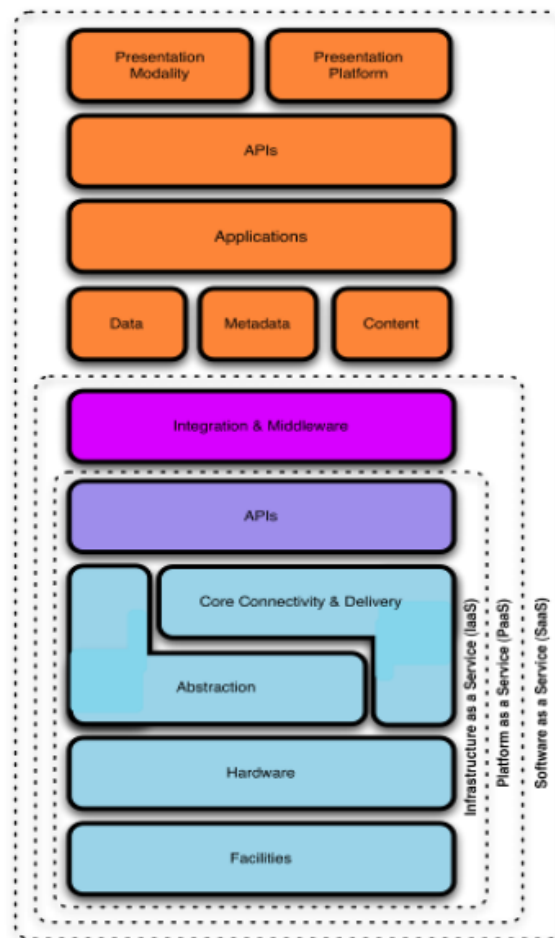 Presentation
Modality
Presentation
Platform
APIs
Applications
Data
Metadata
Content
Integration & Middleware
APIs
Core Connectivity & Delivery
Abstraction
Hardware
Facilities
Infrastructure as a Service (IaaS)
Platform as a Service (PaaS)
Software as a Service (SaaS)